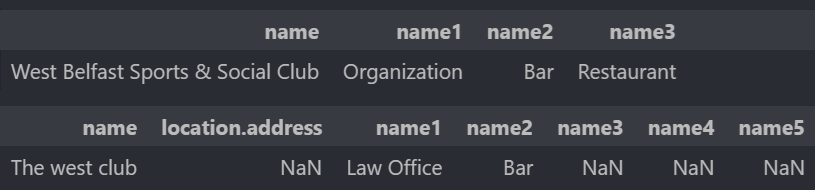 name name1 name2 name3
West Belfast Sports & Social Club Organization Bar Restaurant
name location.address name1 name2 name3 name4 name5
The west club NaN Law Office Bar NaN NaN NaN